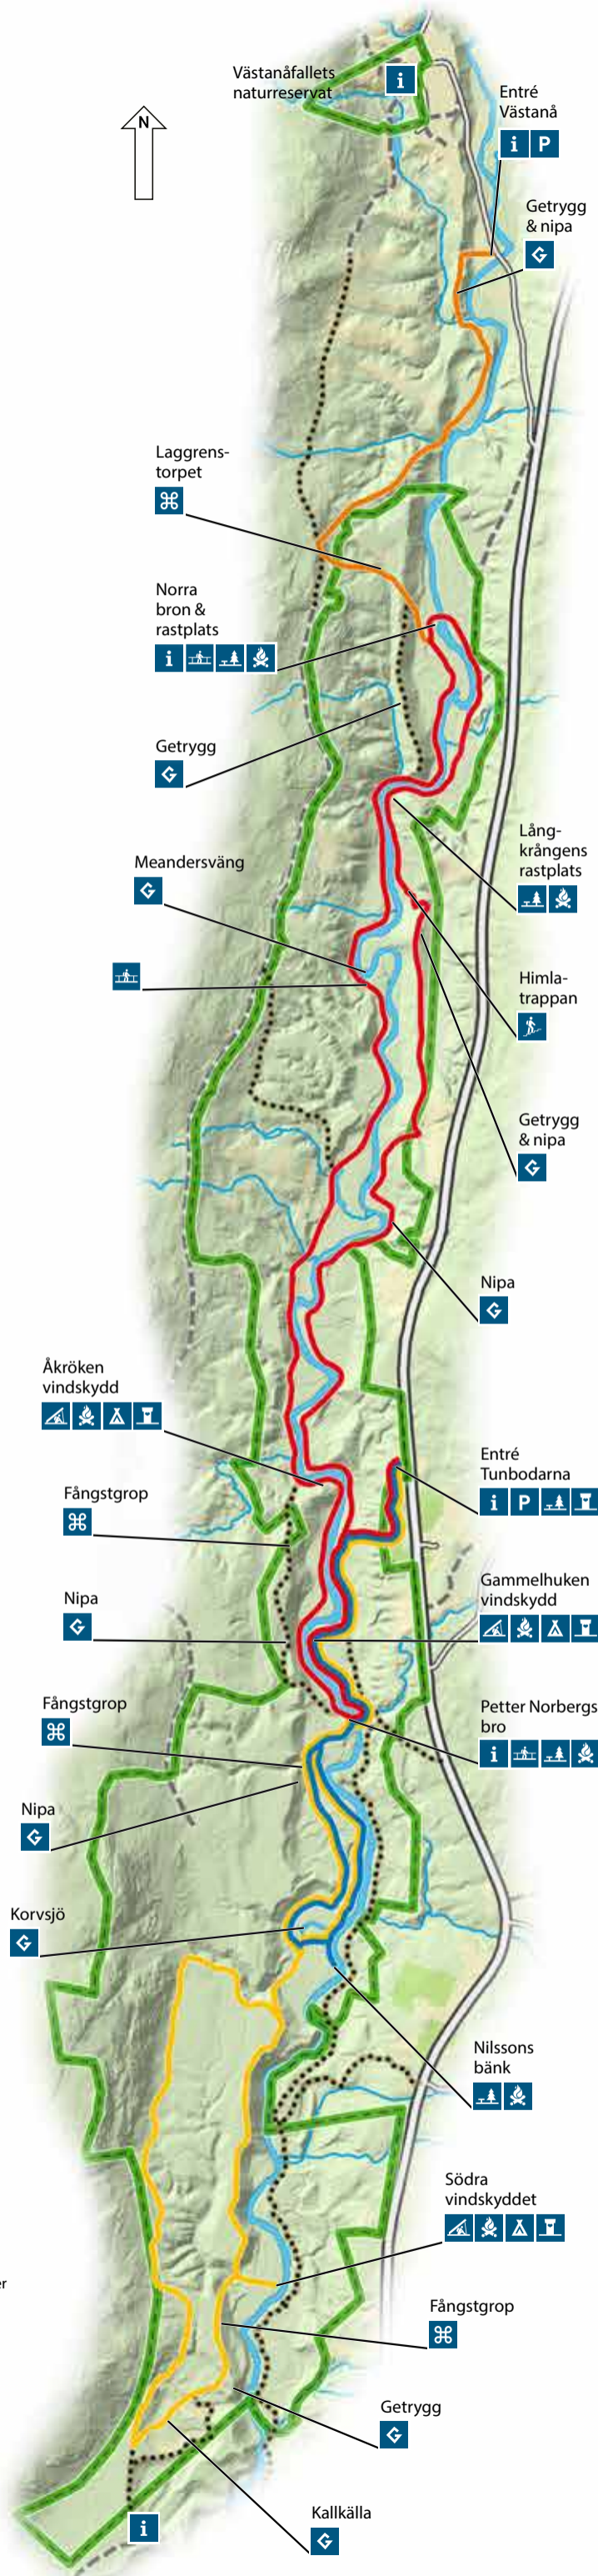 Västanåfallets
naturreservat
i
Entré
Västanå
i P
N
Getrygg
& nipa
Laggrens-
torpet
Norra
bron &
rastplats
i
Getrygg
Lång-
krångens
rastplats
Meandersväng
Himla-
trappan
Getrygg
& nipa
Nipa
Åkröken
vindskydd
Entré
Tunbodarna
i P
Fångstgrop
Gammelhuken
vindskydd
Nipa
Fångstgrop
Petter Norbergs
bro
i
Nipa
Korvsjö
Nilssons
bänk
Södra
vindskyddet
er
Fångstgrop
Getrygg
Kallkälla
i